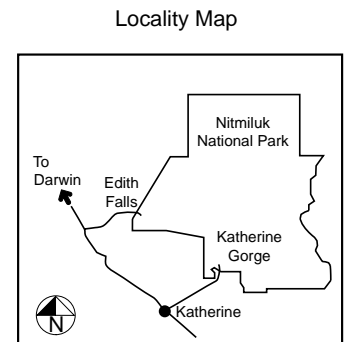 Locality Map
Nitmiluk
National Park
To
Darwin
Edith
Falls
Katherine
Gorge
Katherine
N